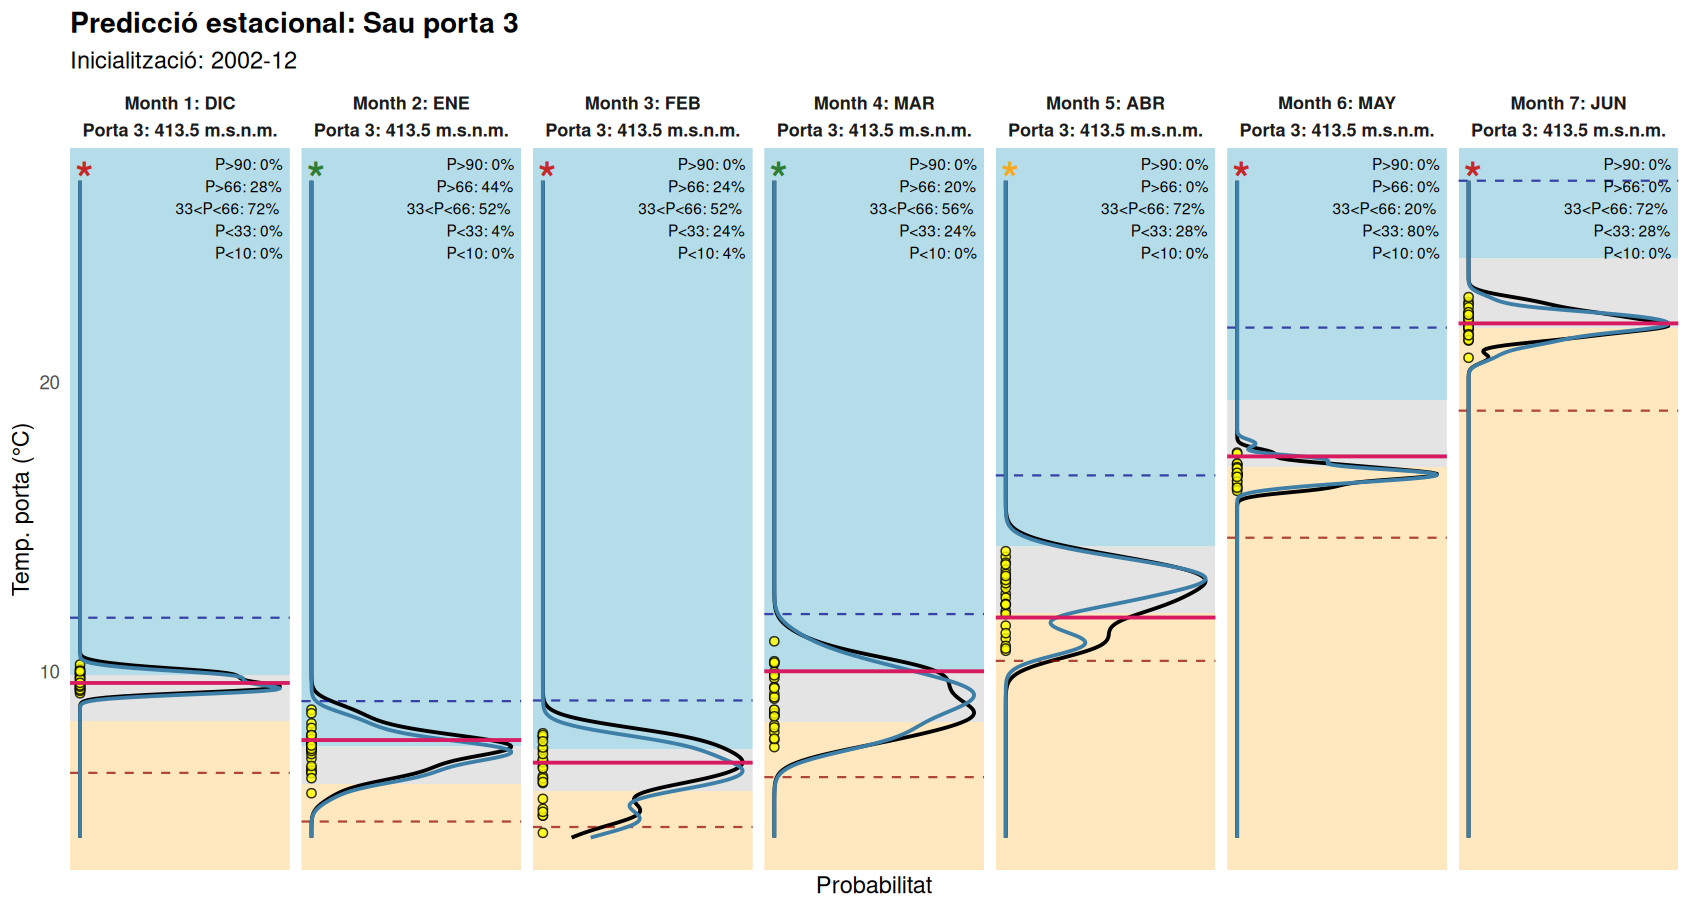 Predicció estacional: Sau porta 3
Inicialització: 2002-12
Month 1: DIC
Porta 3: 413.5 m.s.n.m.
Month 2: ENE
Porta 3: 413.5 m.s.n.m.
Month 3: FEB
Porta 3: 413.5 m.s.n.m.
Month 4: MAR
Porta 3: 413.5 m.s.n.m.
Month 5: ABR
Porta 3: 413.5 m.s.n.m.
Month 6: MAY
Porta 3: 413.5 m.s.n.m.
Month 7: JUN
Porta 3: 413.5 m.s.n.m.
*
P>90: 0%
P>66: 28%
33<P<66: 72%
P<33: 0%
P<10: 0%
*
P>90: 0%
P>66: 44%
33<P<66: 52%
P<33: 4%
P<10: 0%
*
P>90: 0%
P>66: 24%
33<P<66: 52%
P<33: 24%
P<10: 4%
*
P>90: 0%
P>66: 20%
33<P<66: 56%
P<33: 24%
P<10: 0%
*
P>90: 0%
P>66: 0%
33<P<66: 72%
P<33: 28%
P<10: 0%
*
P>90: 0%
P>66: 0%
33<P<66: 20%
P<33: 80%
P<10: 0%
*
P>90: 0%
P>66: 0%
33<P<66: 72%
P<33: 28%
P<10: 0%
20
10
Temp. porta (°C)
Probabilitat